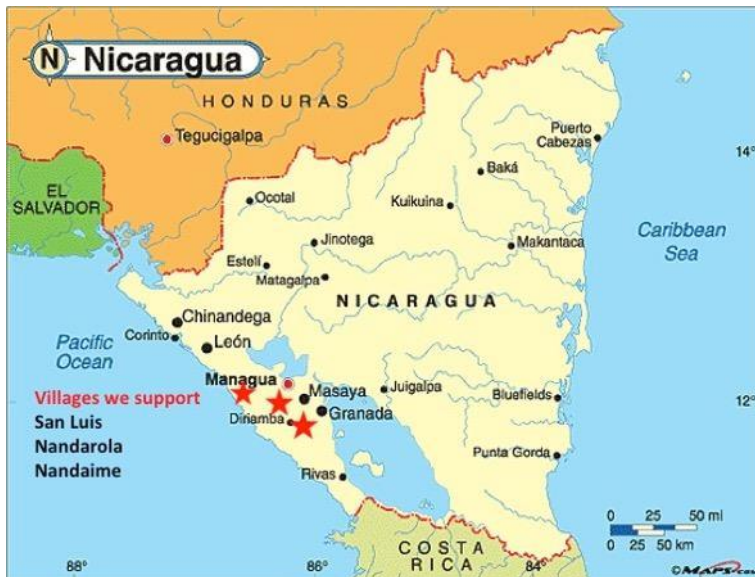 N Nicaragua
HONDURAS
Tegucigalpa
EL
SALVADOR
Puerto
Cabezas
14°
Baká
Ocotal
Kuikuina
Caribbean
Sea
Jinotega
Makantaca
Estelí
Matagalpa
NICARAGUA
Chinandega
Corinto
Pacific
Ocean
León
Managua
Masaya
Juigalpa
Bluefields
12°
Granada
Diriamba
Villages we support
San Luis
Nandarola
Nandaime
Punta Gorda
Rivas
0 25 50 ml
0 25 50 km
COSTA
RICA
88°
86°
84°
©MAPS.com